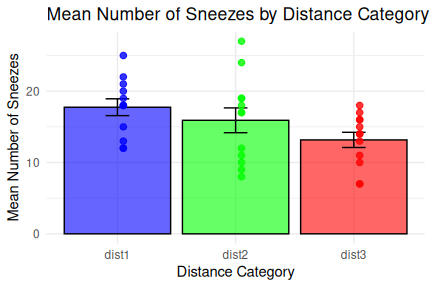 Mean Number of Sneezes by Distance Category
Mean Number of Sneezes
20
10
0
dist1
dist2
dist3
Distance Category